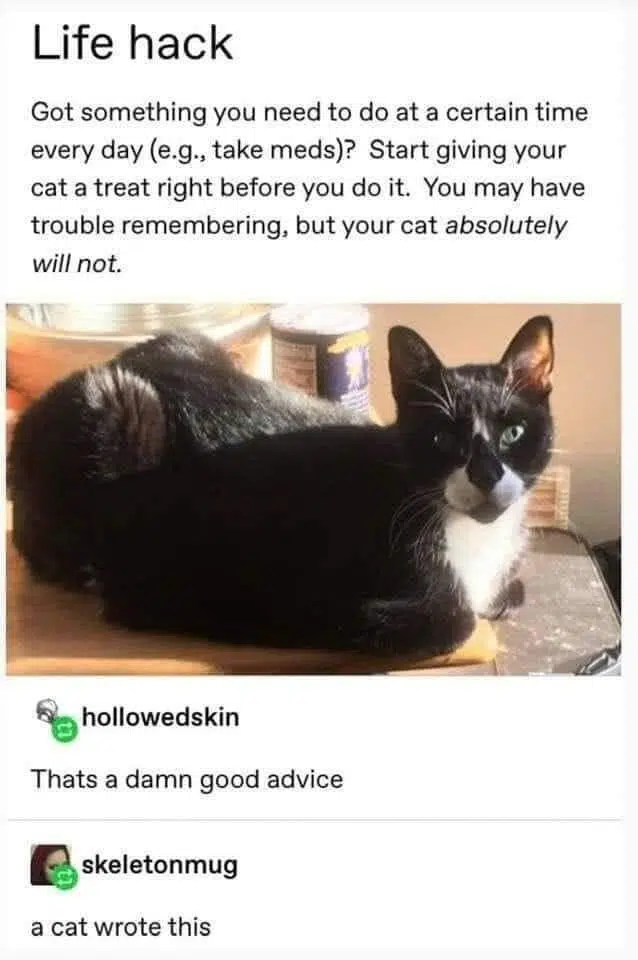 Life hack
Got something you need to do at a certain time
every day (e.g., take meds)? Start giving your
cat a treat right before you do it. You may have
trouble remembering, but your cat absolutely
will not.
hollowedskin
Thats a damn good advice
skeletonmug
a cat wrote this